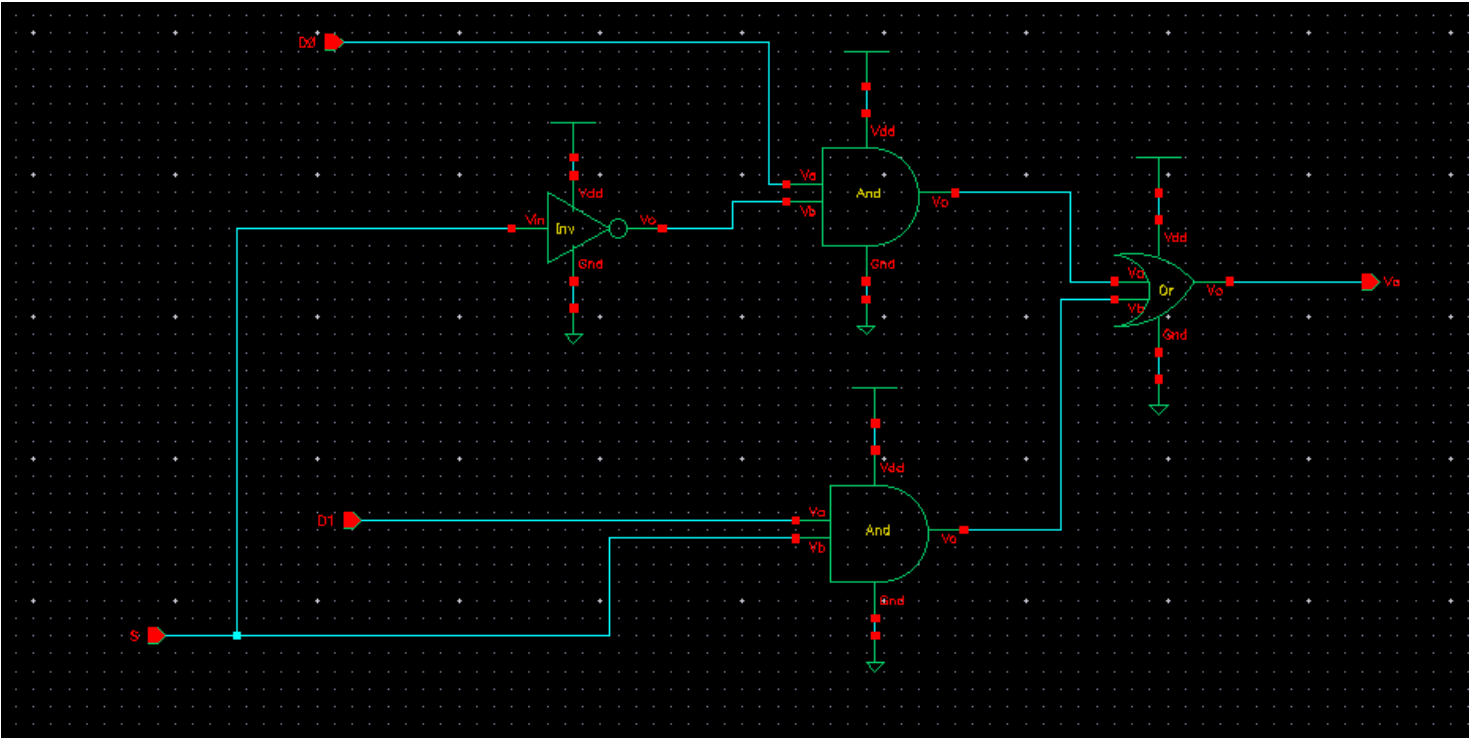 D0
Vdd
Va
Vb
And
Vo
Gnd
Vdd
Vin
Inv
Vo
Gnd
Vdd
Va
Vb
Or
Vo
Gnd
Vo
Vdd
D1
Va
Vb
And
Vo
Gnd
S